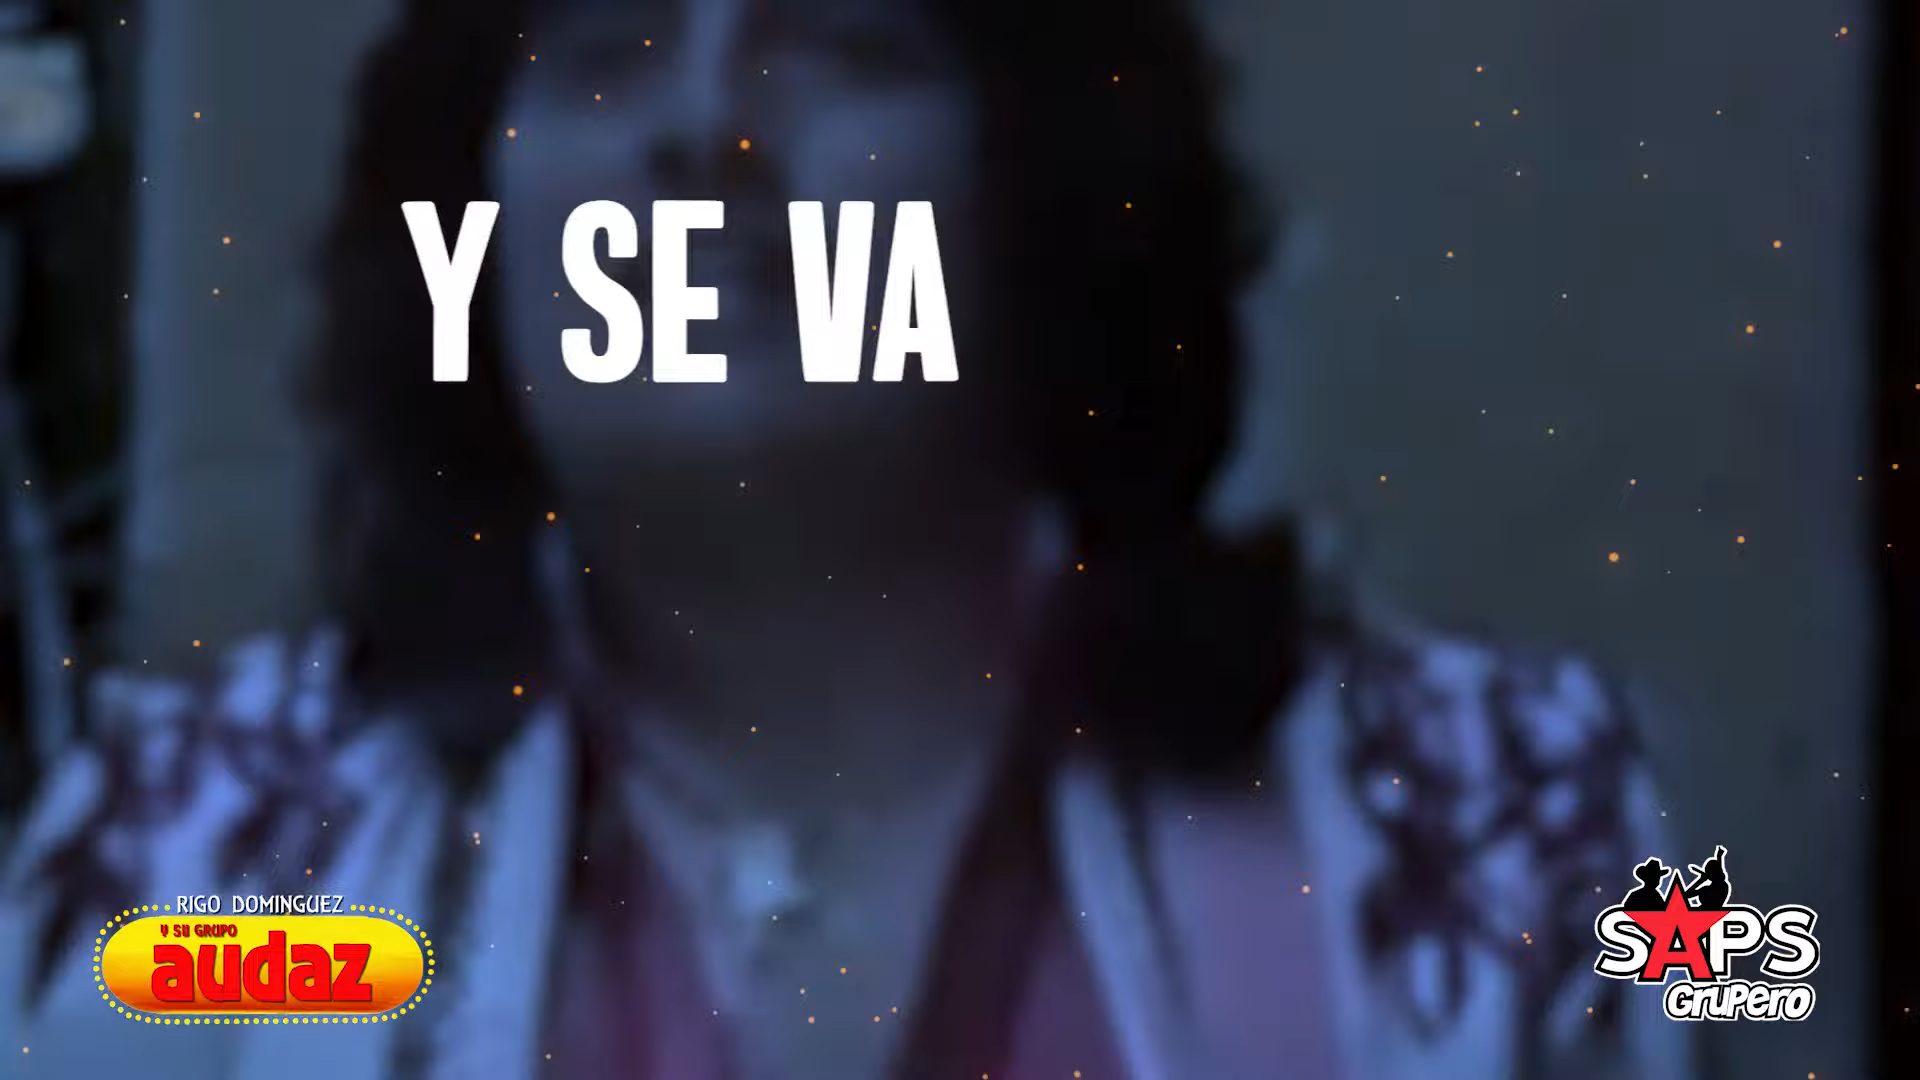 Y SE VA
RIGO DOMINGUEZ
Y SU GRUPO
audaz
SAPS
GruPero